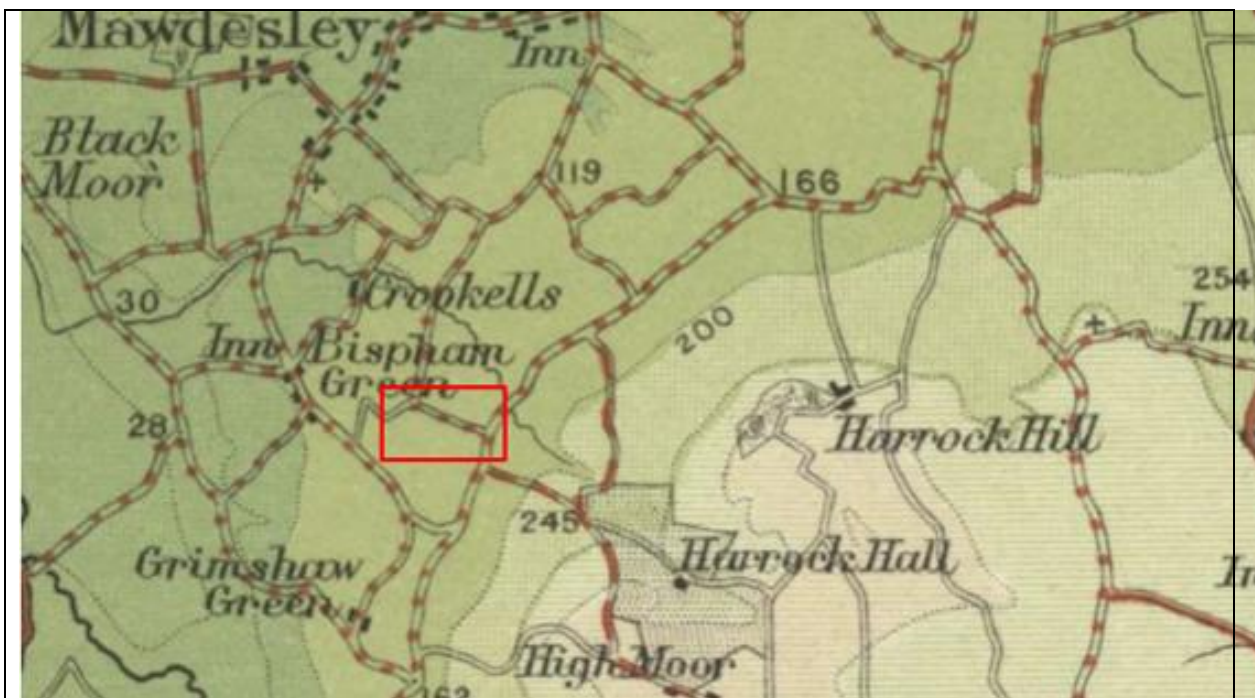 Mawdesley
Inn
Black
Moor
119
166
30
Crookells
254
Inn
Inn
Bispham
Green
200
28
Harrock Hill
245
Harrock Hall
Grimshaw
Green
High Moor
162